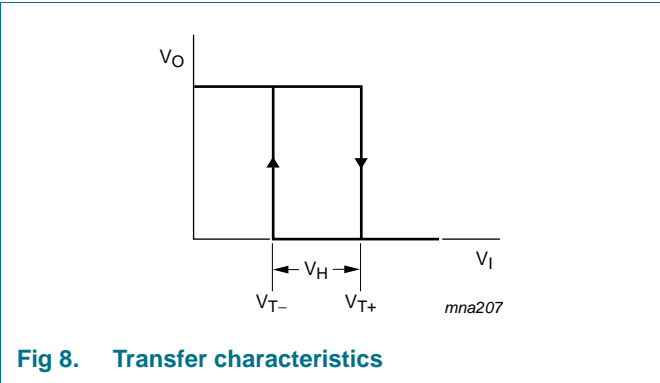 VO
VI
VH
VT− VT+
mna207
Fig 8. Transfer characteristics